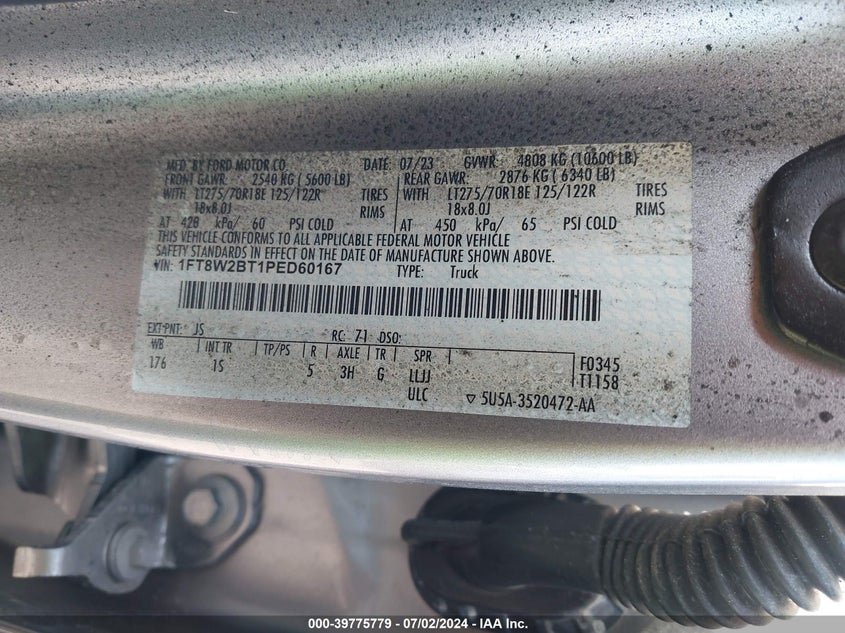 MFD. BY FORD MOTOR CO. DATE: 07/23 GVWR: 4808 KG (10600 LB)
FRONT GAWR: 2540 KG (5600 LB) REAR GAWR: 2876 KG (6340 LB)
WITH LT275/70R18E 125/122R TIRES WITH LT275/70R18E 125/122R TIRES
18x8.0J RIMS 18x8.0J RIMS
AT 420 kPa/ 60 PSI COLD AT 450 kPa/ 65 PSI COLD
THIS VEHICLE CONFORMS TO ALL APPLICABLE FEDERAL MOTOR VEHICLE
SAFETY STANDARDS IN EFFECT ON THE DATE OF MANUFACTURE SHOWN ABOVE.
VIN: 1FT8W2BT1PED60167 TYPE: Truck
EXT PNT: JS RC: 71 DSO:
WB INT TR TP/PS R AXLE TR SPR F0345
176 1S 5 3H G LLJJ T1158
ULC ▽ 5U5A-3520472-AA
000-39775779 - 07/02/2024 - IAA Inc.